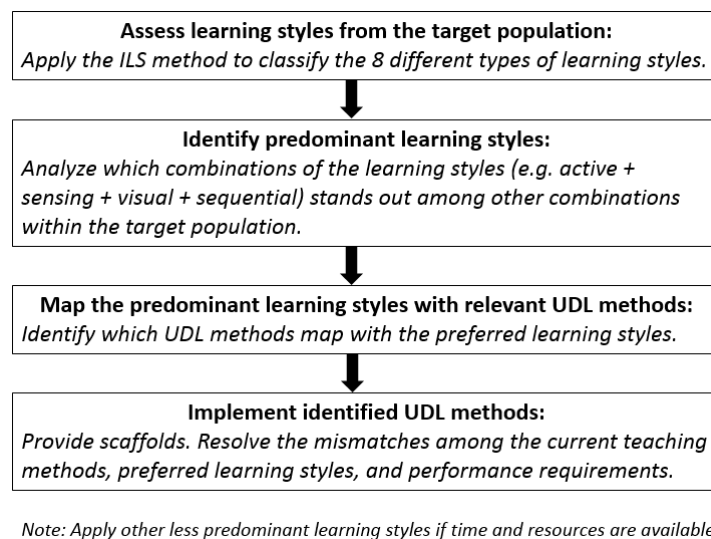 Assess learning styles from the target population:
Apply the ILS method to classify the 8 different types of learning styles.
Identify predominant learning styles:
Analyze which combinations of the learning styles (e.g. active +
sensing + visual + sequential) stands out among other combinations
within the target population.
Map the predominant learning styles with relevant UDL methods:
Identify which UDL methods map with the preferred learning styles.
Implement identified UDL methods:
Provide scaffolds. Resolve the mismatches among the current teaching
methods, preferred learning styles, and performance requirements.
Note: Apply other less predominant learning styles if time and resources are available